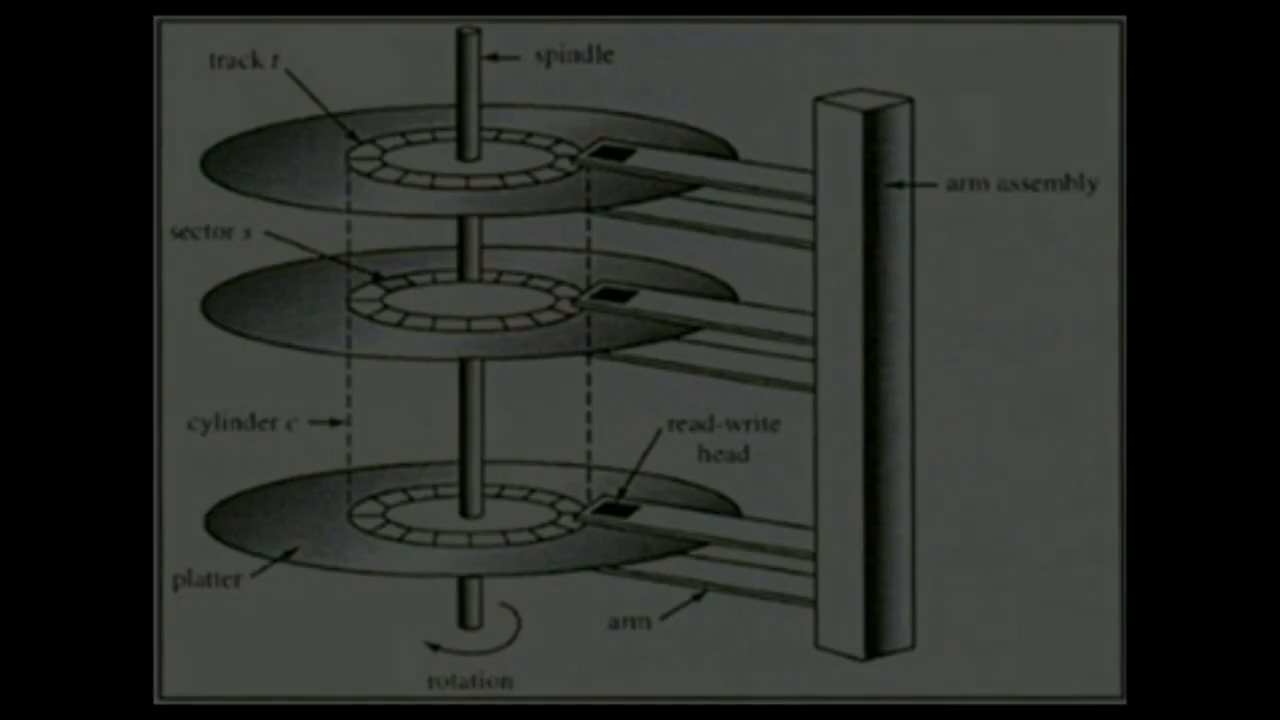 track t
spindle
arm assembly
sector s
cylinder c
read-write
head
platter
arm
rotation